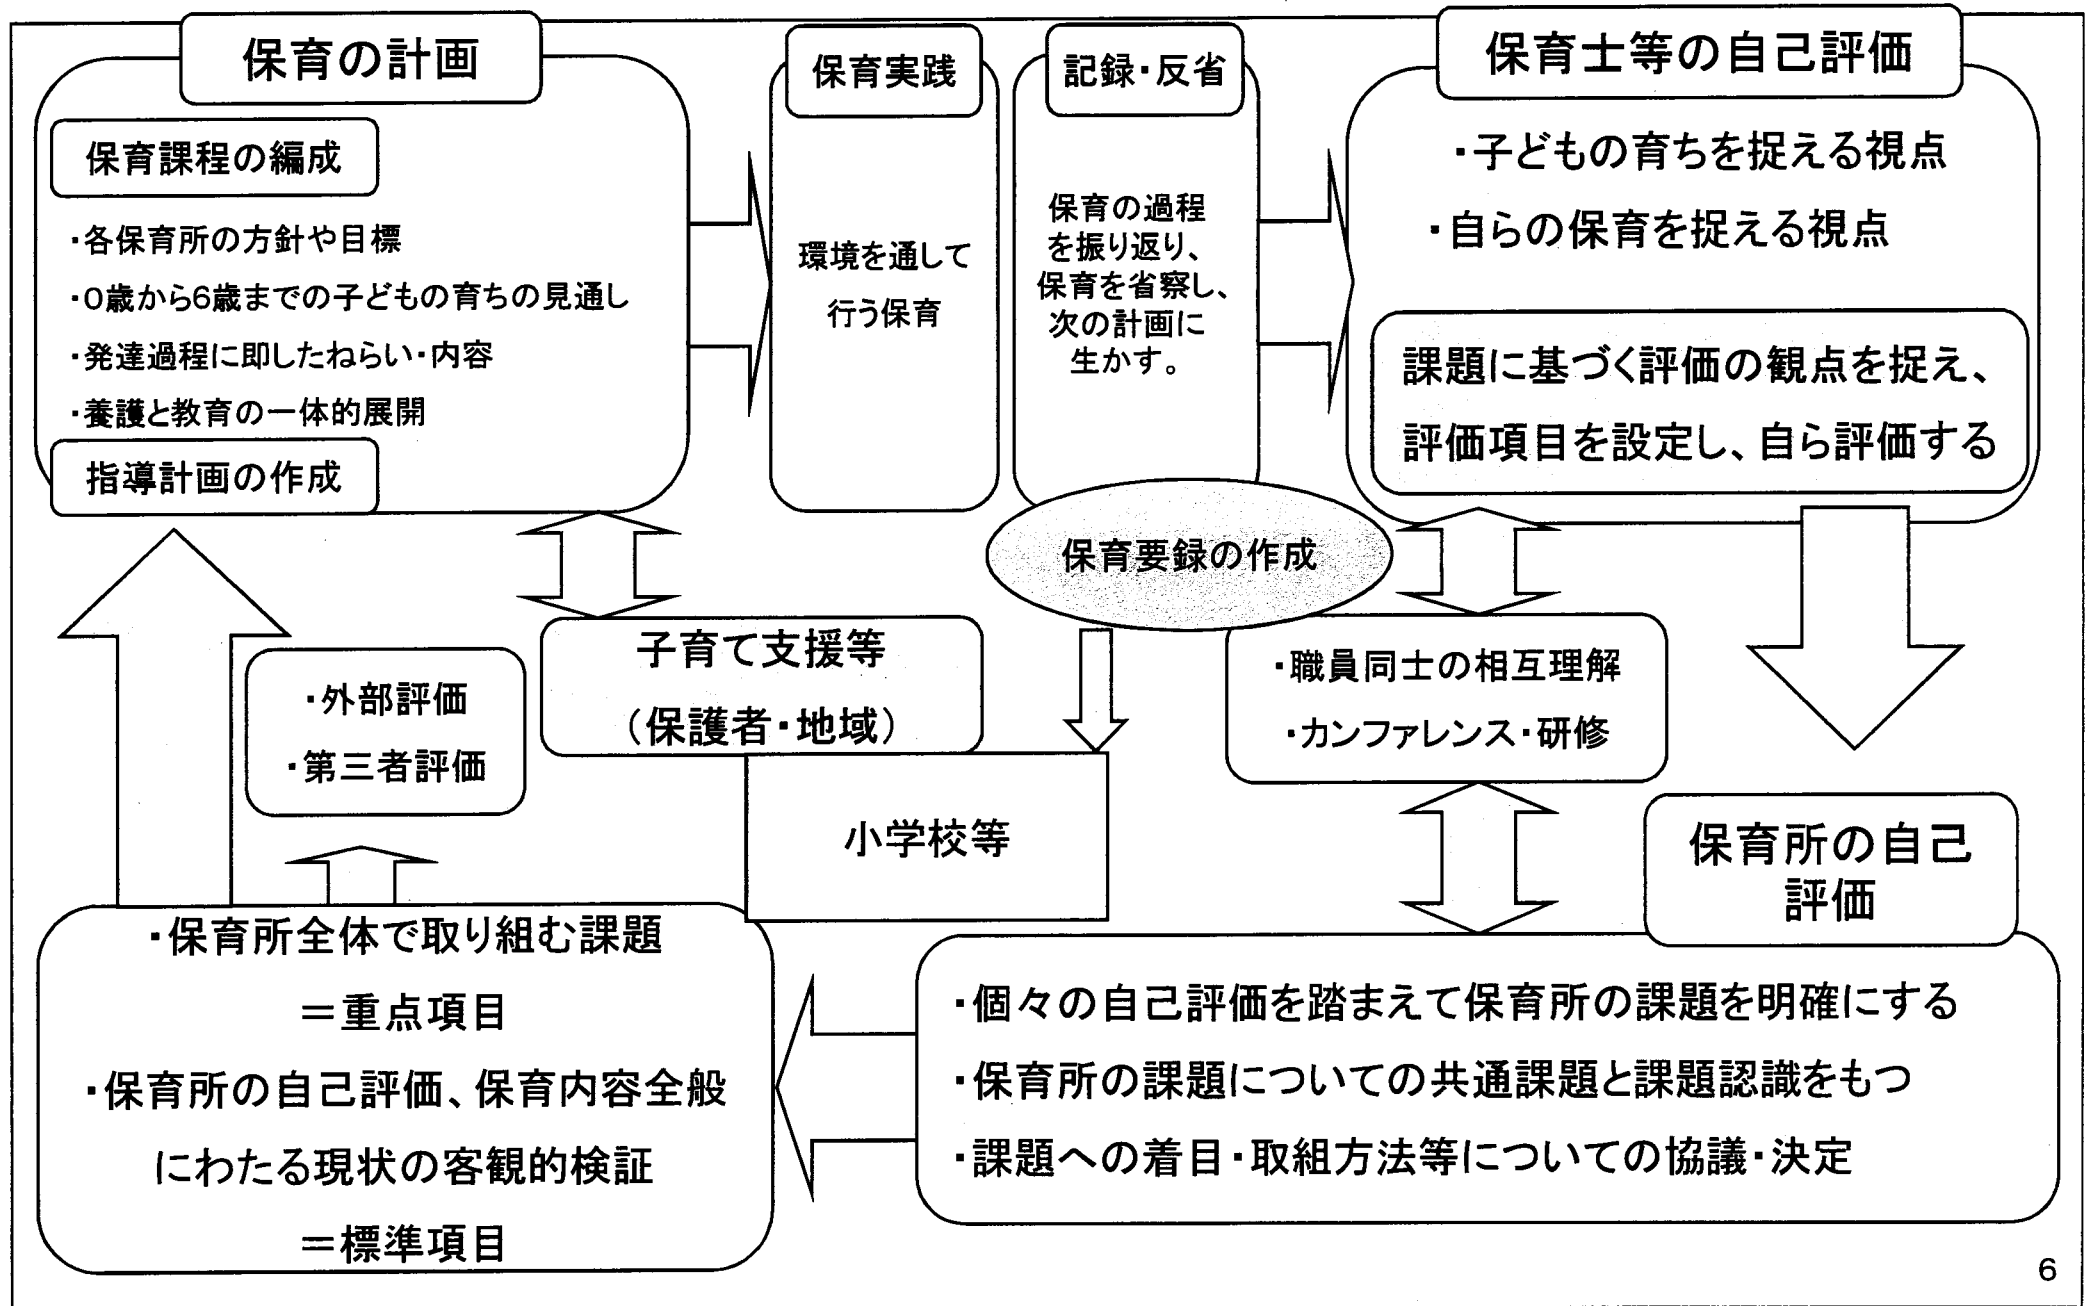 保育の計画
保育課程の編成
・各保育所の方針や目標
・0歳から6歳までの子どもの育ちの見通し
・発達過程に即したねらい・内容
・養護と教育の一体的展開
指導計画の作成
保育実践
環境を通して
行う保育
記録・反省
保育の過程
を振り返り、
保育を省察し、
次の計画に
生かす。
保育士等の自己評価
・子どもの育ちを捉える視点
・自らの保育を捉える視点
課題に基づく評価の観点を捉え、
評価項目を設定し、自ら評価する
保育要録の作成
子育て支援等
(保護者・地域)
小学校等
・職員同士の相互理解
・カンファレンス・研修
・外部評価
・第三者評価
保育所の自己
評価
・個々の自己評価を踏まえて保育所の課題を明確にする
・保育所の課題についての共通課題と課題認識をもつ
・課題への着目・取組方法等についての協議・決定
・保育所全体で取り組む課題
＝重点項目
・保育所の自己評価、保育内容全般
にわたる現状の客観的検証
＝標準項目
6